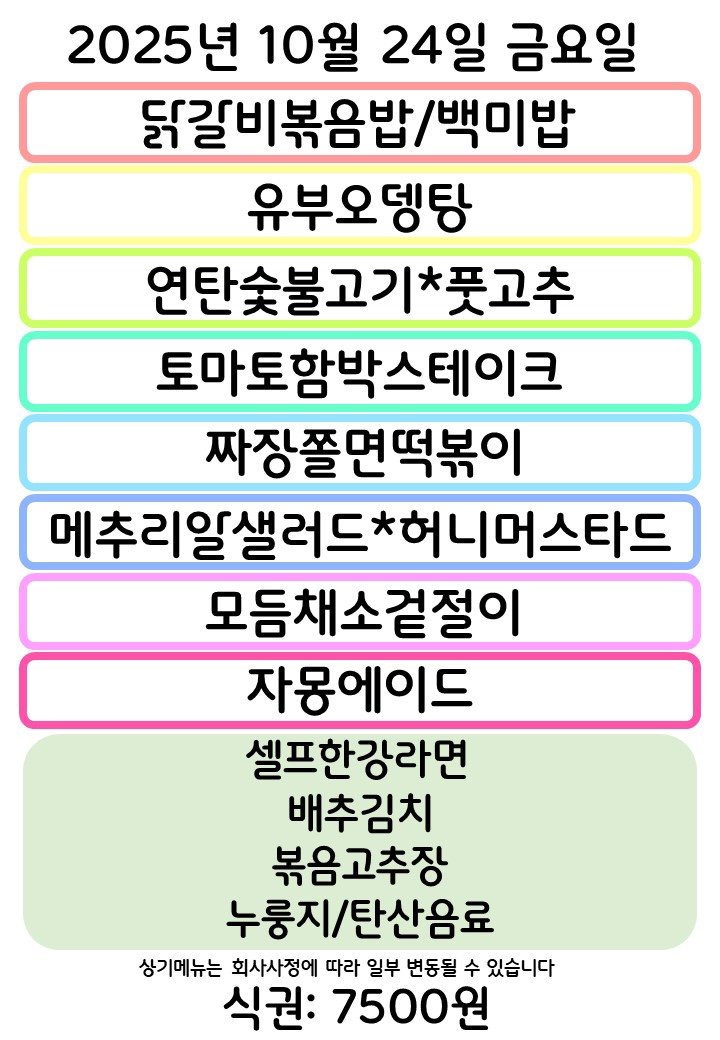 2025년 10월 24일 금요일
닭갈비볶음밥/백미밥
유부오뎅탕
연탄숯불고기*풋고추
토마토함박스테이크
짜장쫄면떡볶이
메추리알샐러드*허니머스타드
모듬채소겉절이
자몽에이드
셀프한강라면
배추김치
볶음고추장
누룽지/탄산음료
상기메뉴는 회사사정에 따라 일부 변동될 수 있습니다
식권: 7500원